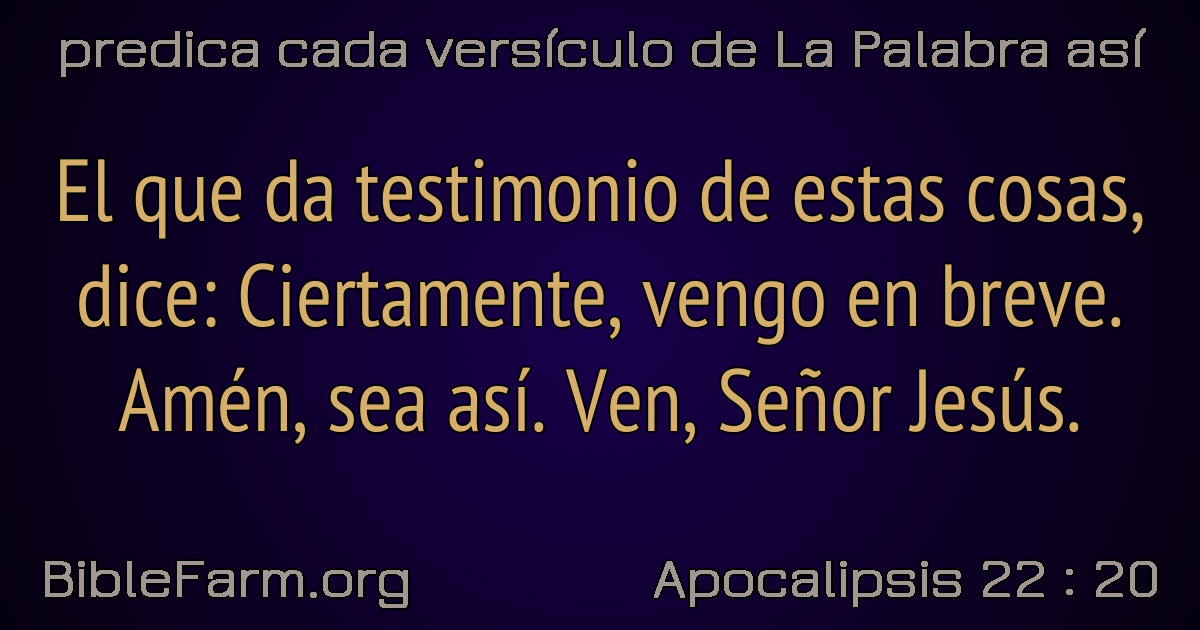 predica cada versículo de La Palabra así
El que da testimonio de estas cosas,
dice: Ciertamente, vengo en breve.
Amén, sea así. Ven, Señor Jesús.
BibleFarm.org
Apocalipsis 22 : 20